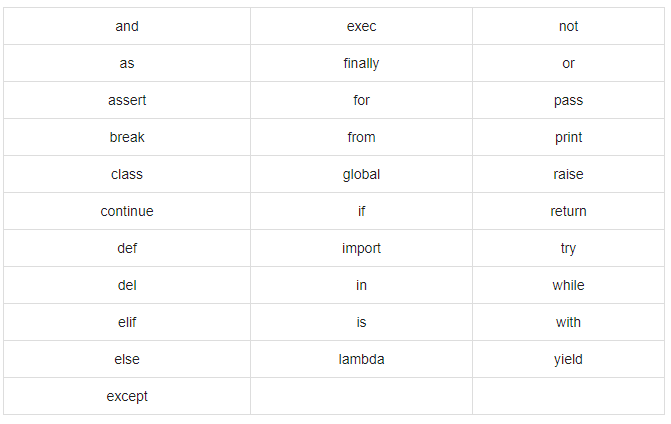 and exec not
as finally or
assert for pass
break from print
class global raise
continue if return
def import try
del in while
elif is with
else lambda yield
except